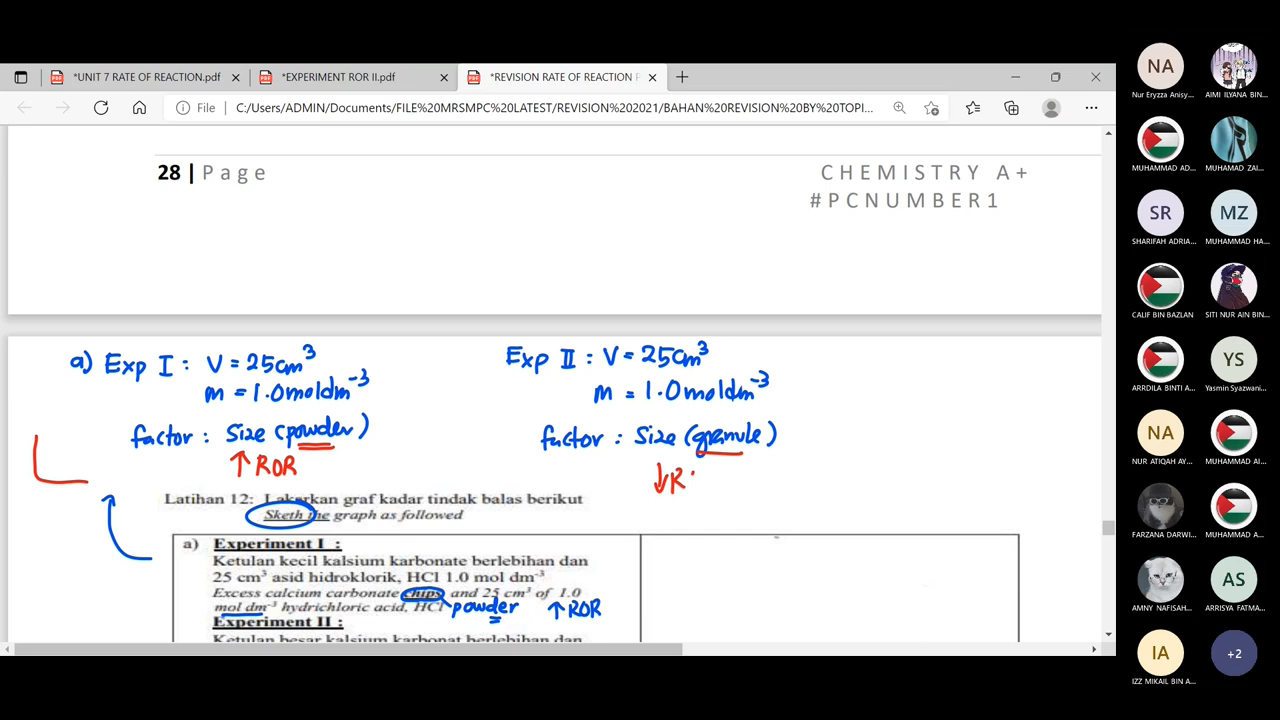 *UNIT 7 RATE OF REACTION.pdf
*EXPERIMENT ROR II.pdf
*REVISION RATE OF REACTION P
File
C:/Users/ADMIN/Documents/FILE%20MRSMPC%20LATEST/REVISION%202021/BAHAN%20REVISION%20BY%20TOPI...
28 | Page
CHEMISTRY A+
#PCNUMBER1
a) Exp I : V = 25cm³
m = 1.0moldm⁻³
factor : Size (powder)
↑ ROR
Exp II : V = 25cm³
m = 1.0moldm⁻³
factor : Size (granule)
↓R
Latihan 12: Lakarkan graf kadar tindak balas berikut
Sketh the graph as followed
a) Experiment I :
Ketulan kecil kalsium karbonate berlebihan dan
25 cm³ asid hidroklorik, HCl 1.0 mol dm⁻³
Excess calcium carbonate chips and 25 cm³ of 1.0
mol dm⁻³ hydrichloric acid, HCl
powder ↑ ROR
Experiment II :
Ketulan besar kalsium karbonat berlebihan dan
NA
Nur Eryzza Anisy...
AIMI ILYANA BIN...
MUHAMMAD AD...
MUHAMAD ZAI...
SR
SHARIFAH ADRIA...
MZ
MUHAMMAD HA...
CALIF BIN BAZLAN
SITI NUR AIN BIN...
ARRDILA BINTI A...
YS
Yasmin Syazwani...
NA
NUR ATIQAH AY...
MUHAMMAD AI...
FARZANA DARWI...
MUHAMMAD A...
AMNY NAFISAH...
AS
ARRISYA FATMA...
IA
IZZ MIKAIL BIN A...
+2